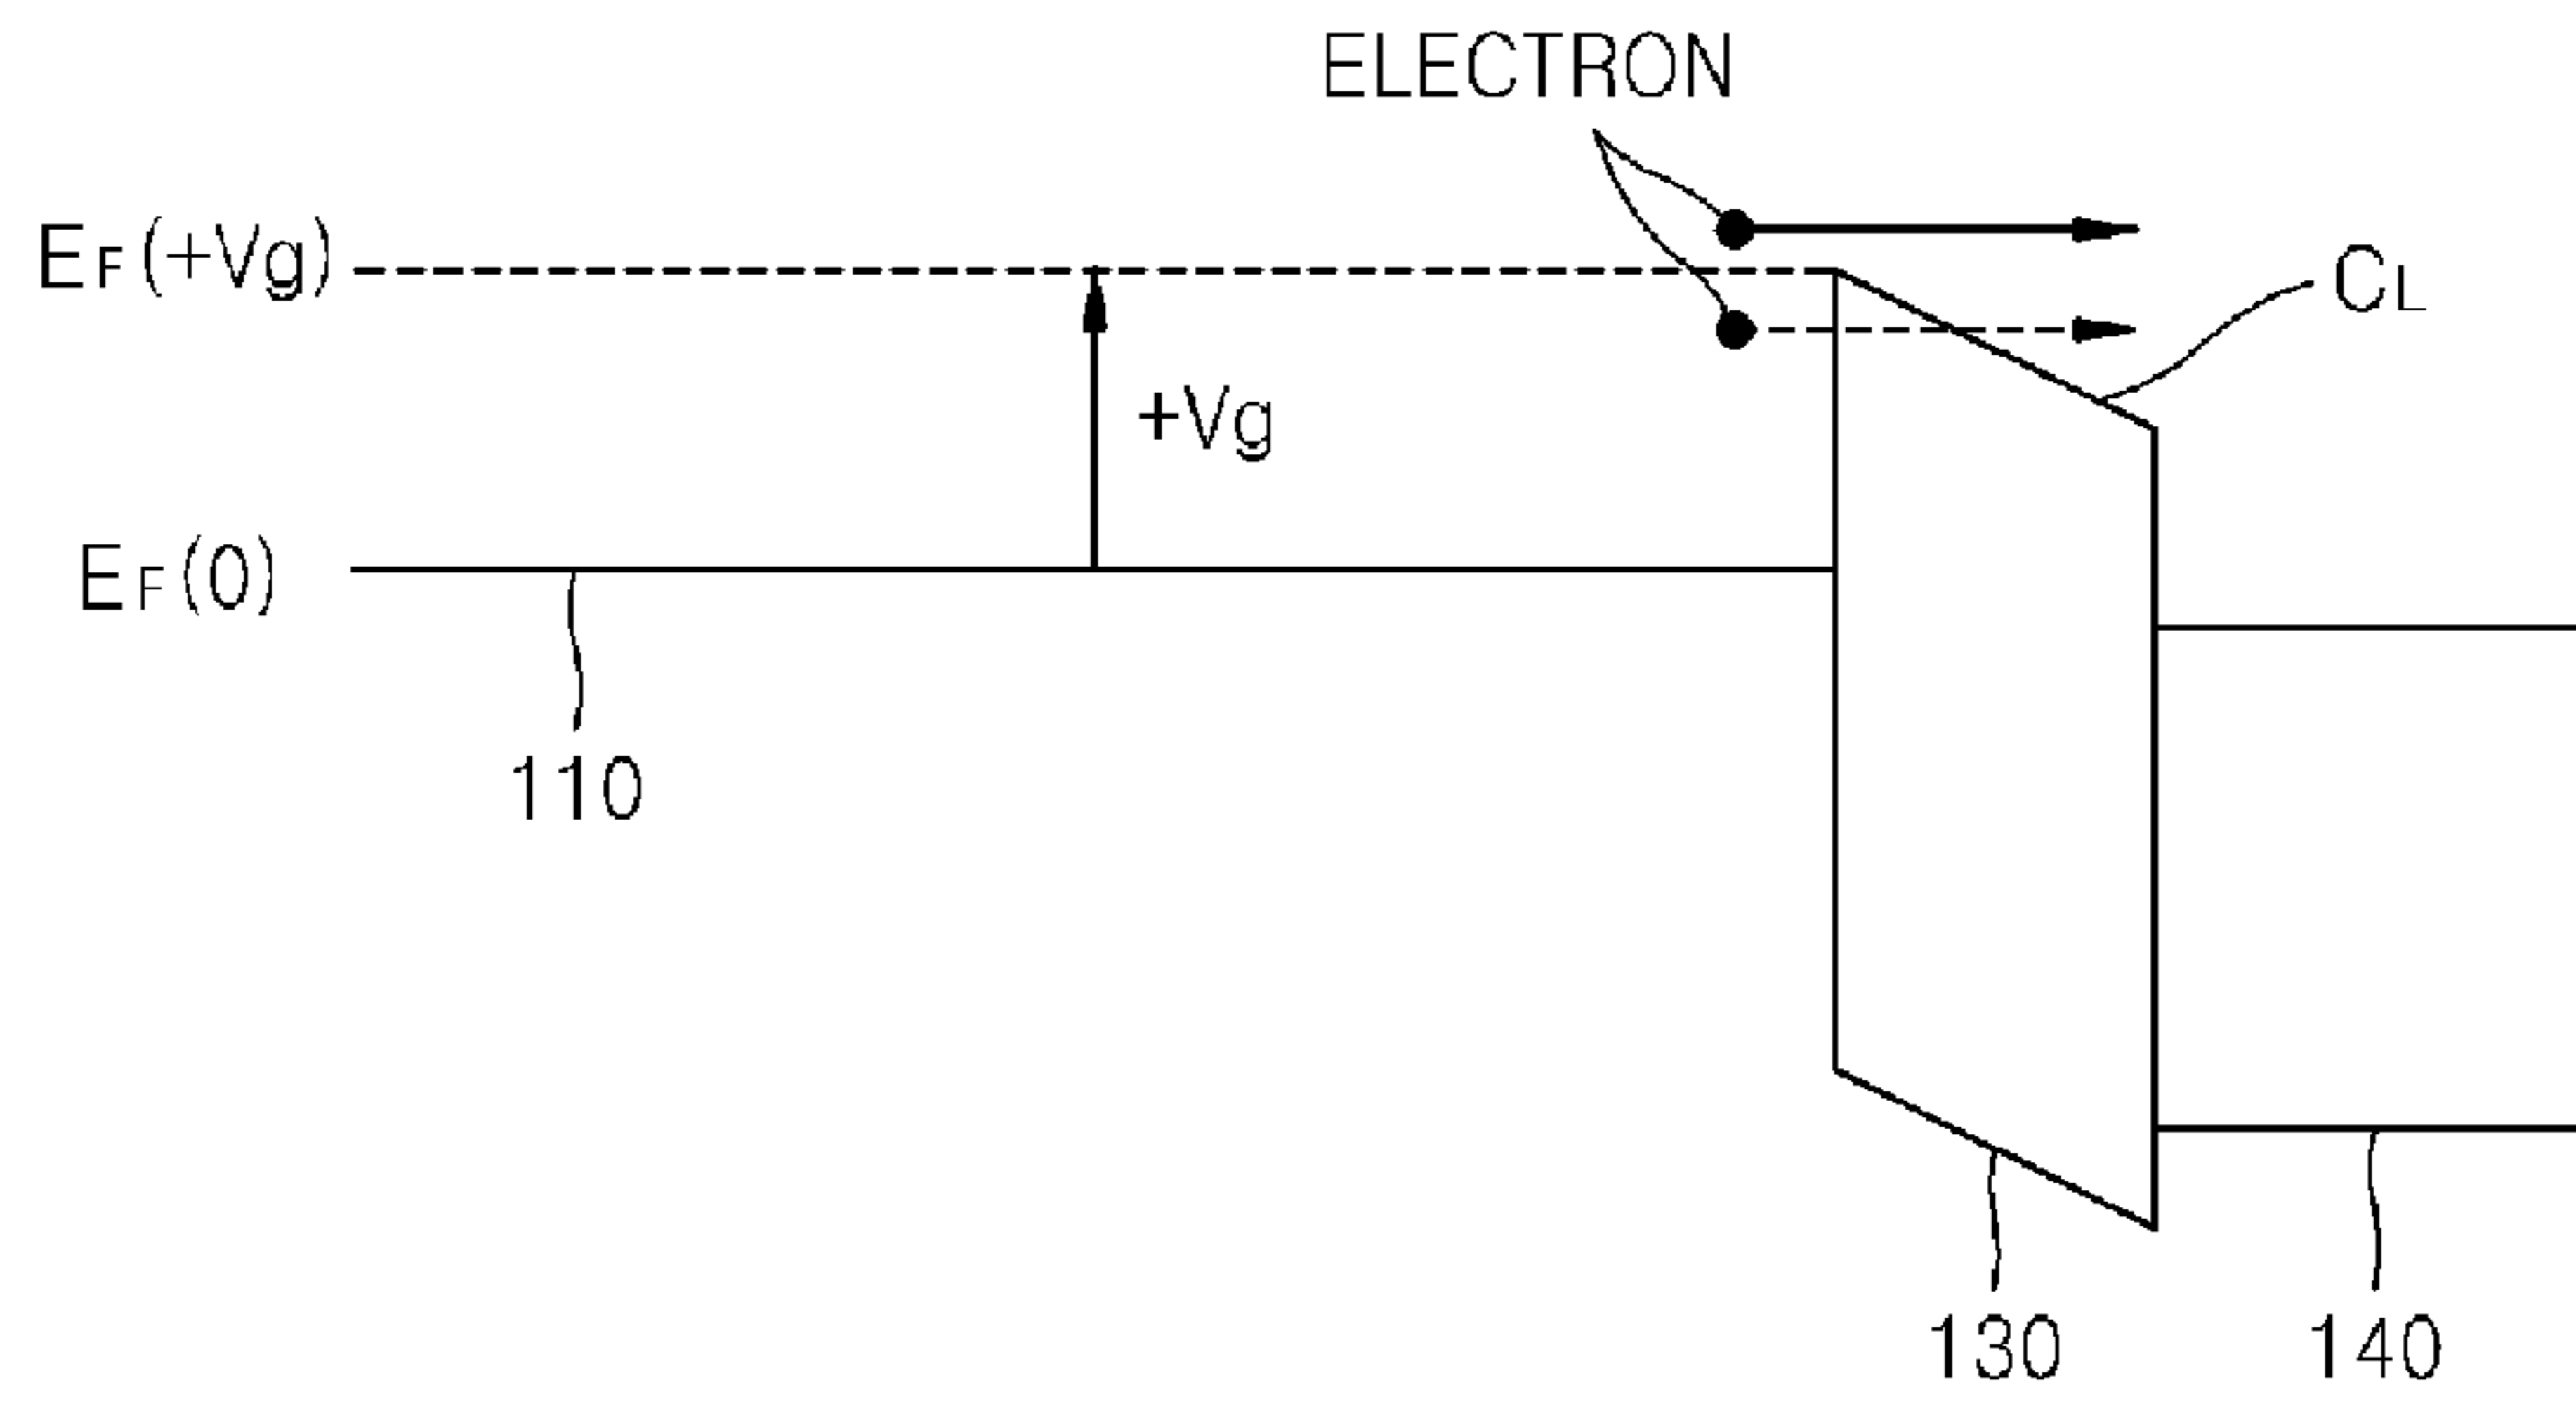 ELECTRON
EF(+Vg)
CL
+Vg
EF(0)
110
130
140